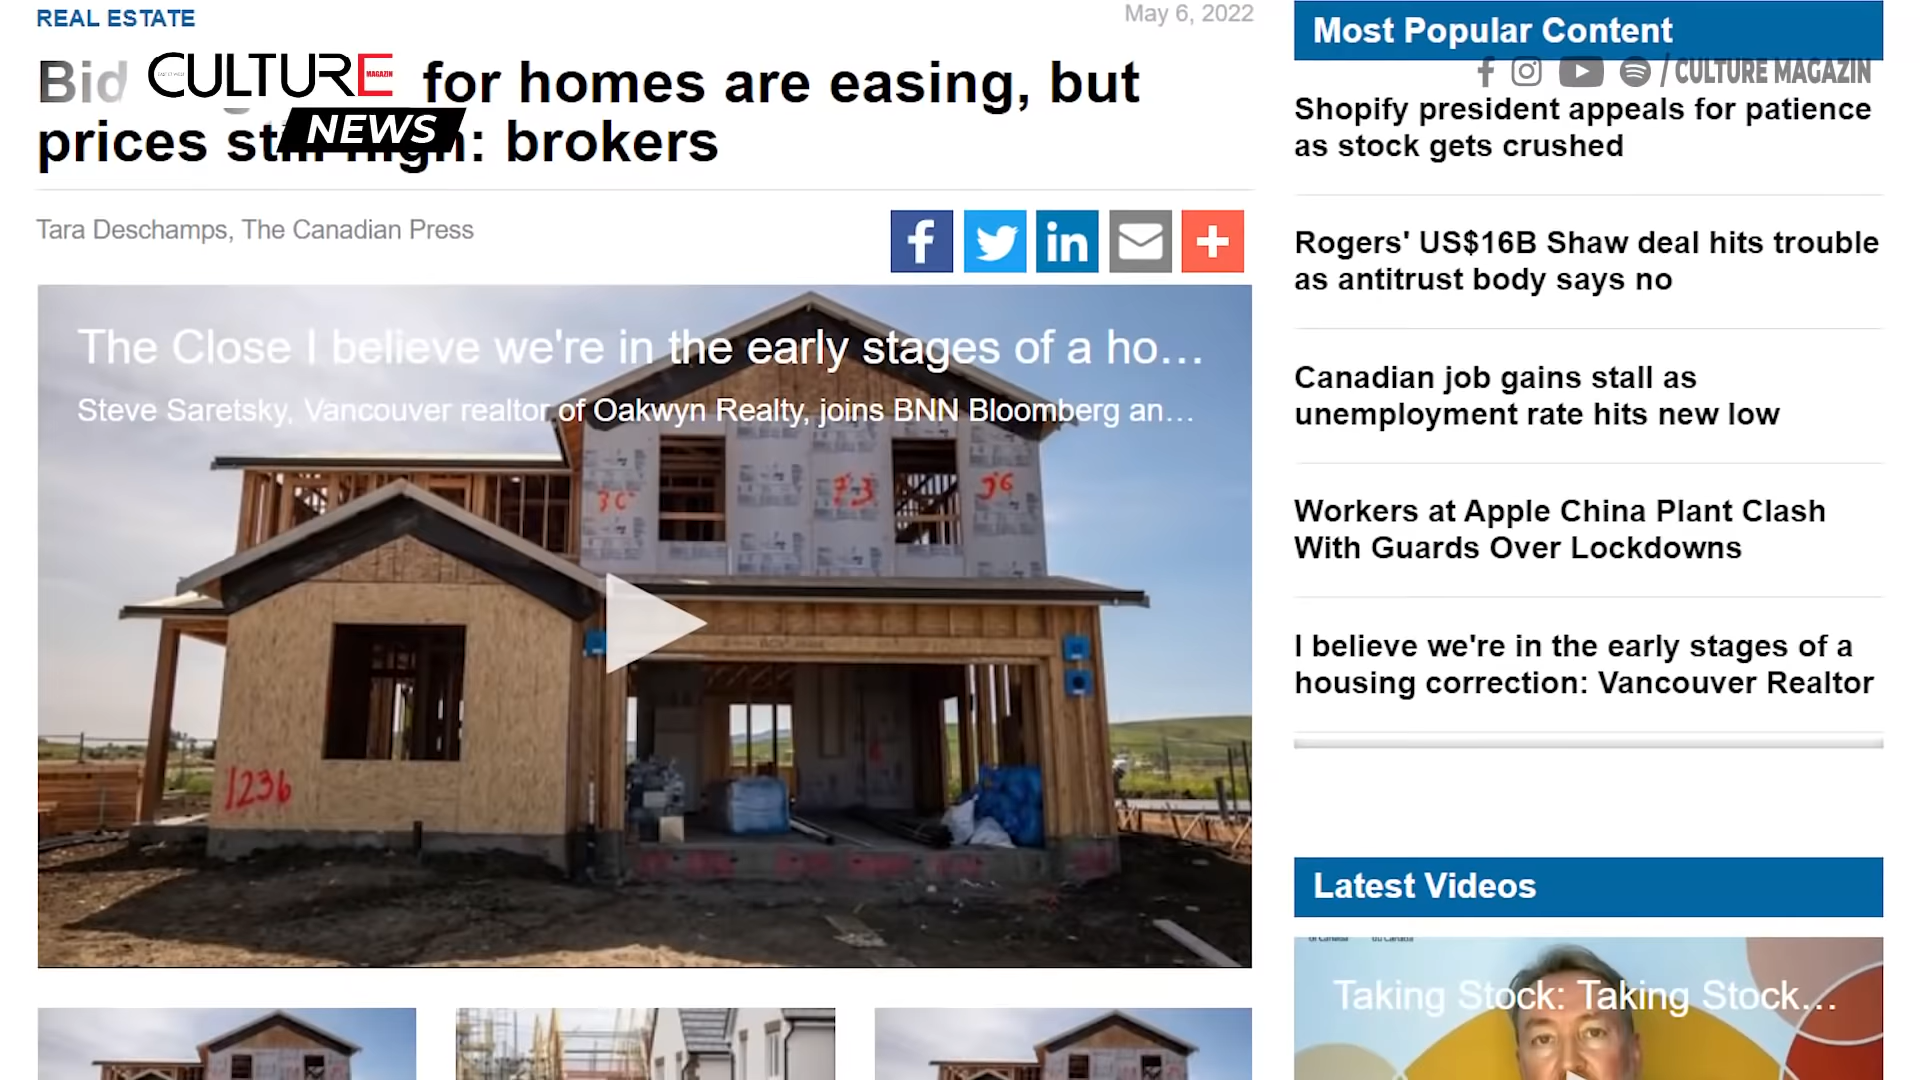 REAL ESTATE
May 6, 2022
Bid for homes are easing, but
prices still high: brokers
CULTURE
MAGAZIN
NEWS
Tara Deschamps, The Canadian Press
The Close I believe we're in the early stages of a ho...
Steve Saretsky, Vancouver realtor of Oakwyn Realty, joins BNN Bloomberg an...
1236
Most Popular Content
/ CULTURE MAGAZIN
Shopify president appeals for patience
as stock gets crushed
Rogers' US$16B Shaw deal hits trouble
as antitrust body says no
Canadian job gains stall as
unemployment rate hits new low
Workers at Apple China Plant Clash
With Guards Over Lockdowns
I believe we're in the early stages of a
housing correction: Vancouver Realtor
Latest Videos
Taking Stock: Taking Stock...